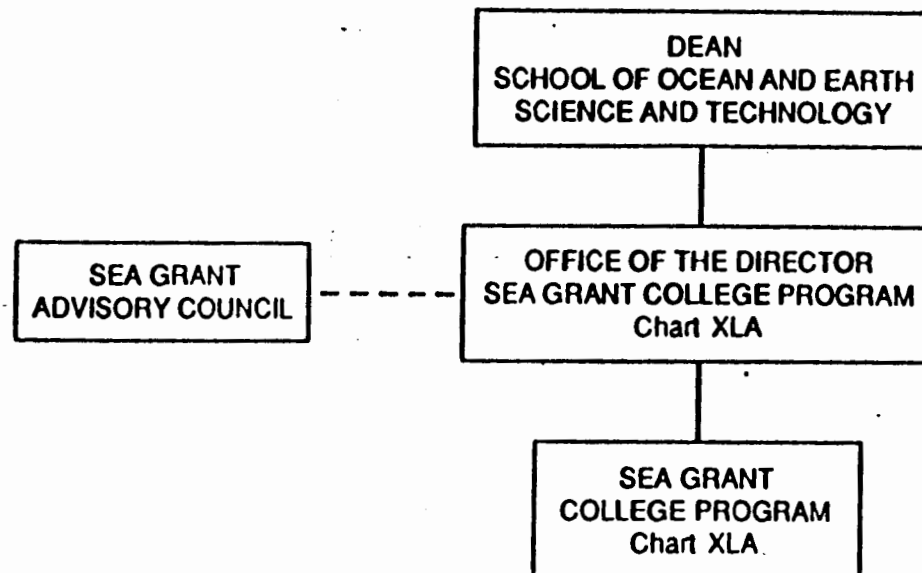 DEAN
SCHOOL OF OCEAN AND EARTH
SCIENCE AND TECHNOLOGY
SEA GRANT
ADVISORY COUNCIL
OFFICE OF THE DIRECTOR
SEA GRANT COLLEGE PROGRAM
Chart XLA
SEA GRANT
COLLEGE PROGRAM
Chart XLA